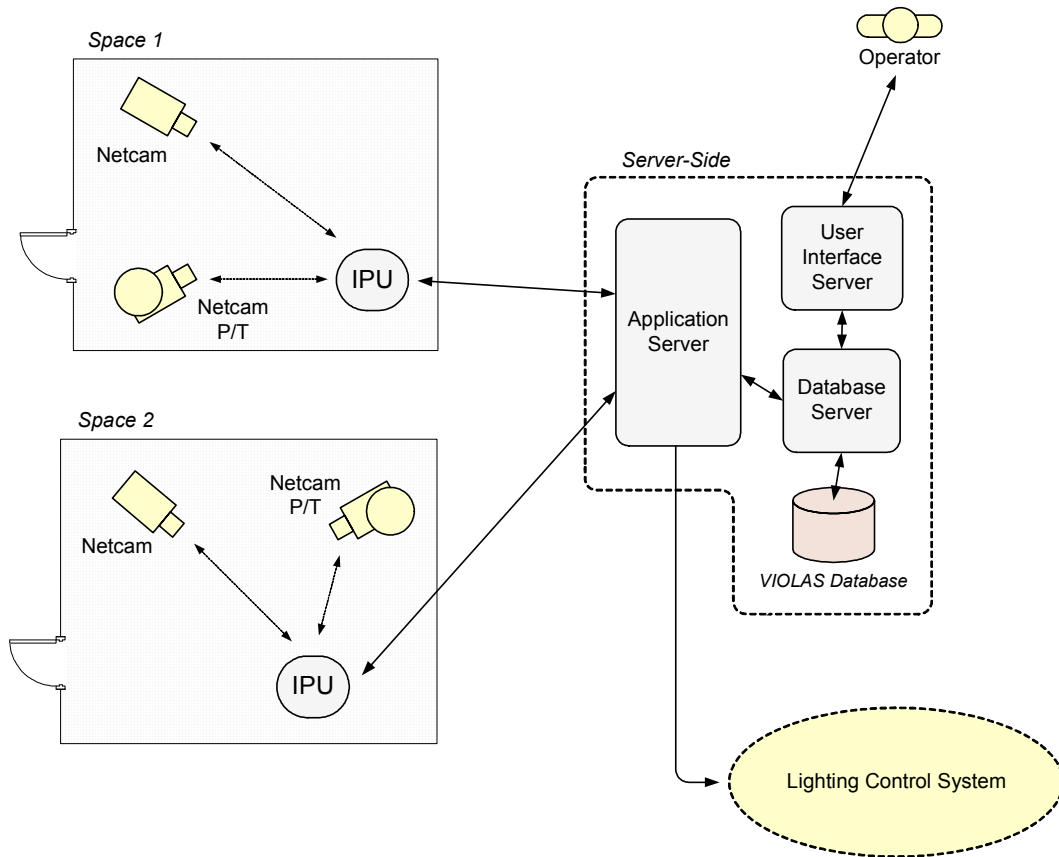 Space 1
Netcam
Netcam
P/T
IPU
Operator
Server-Side
Application
Server
User
Interface
Server
Database
Server
VIOLAS Database
Space 2
Netcam
Netcam
P/T
IPU
Lighting Control System